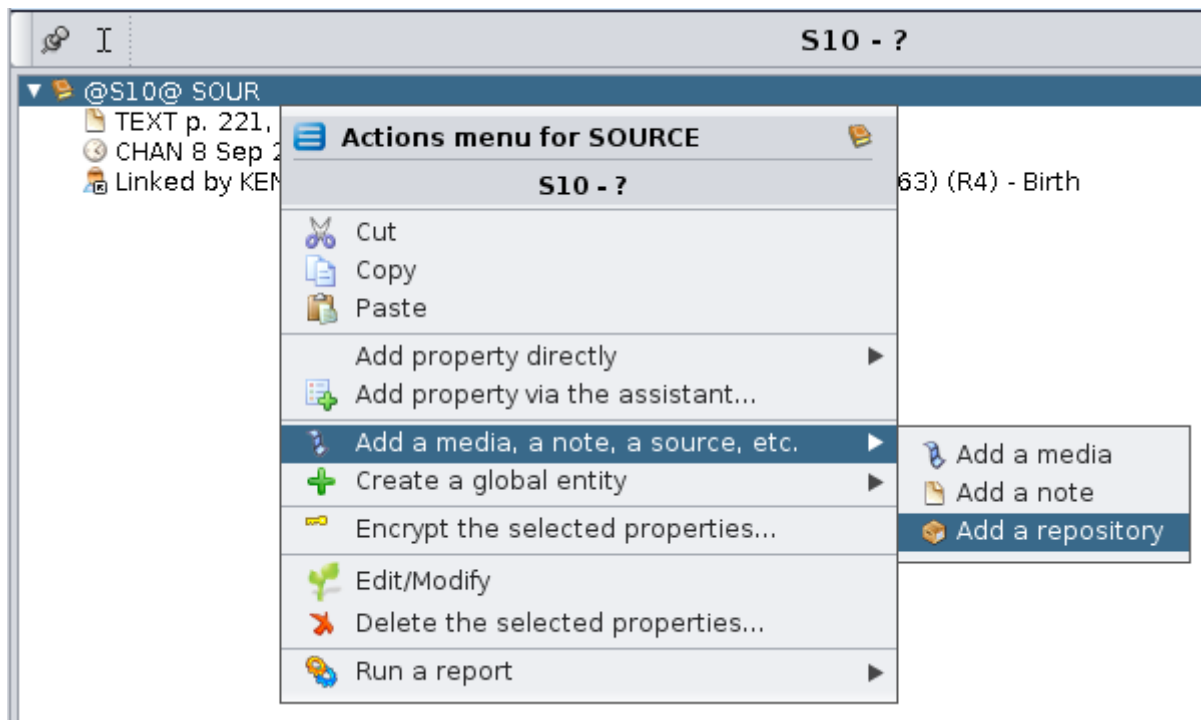 S10 - ?
@S10@ SOUR
TEXT p. 221,
CHAN 8 Sep 2
Linked by KEN
63) (R4) - Birth
Actions menu for SOURCE
S10 - ?
Cut
Copy
Paste
Add property directly
Add property via the assistant...
Add a media, a note, a source, etc.
Create a global entity
Encrypt the selected properties...
Edit/Modify
Delete the selected properties...
Run a report
Add a media
Add a note
Add a repository